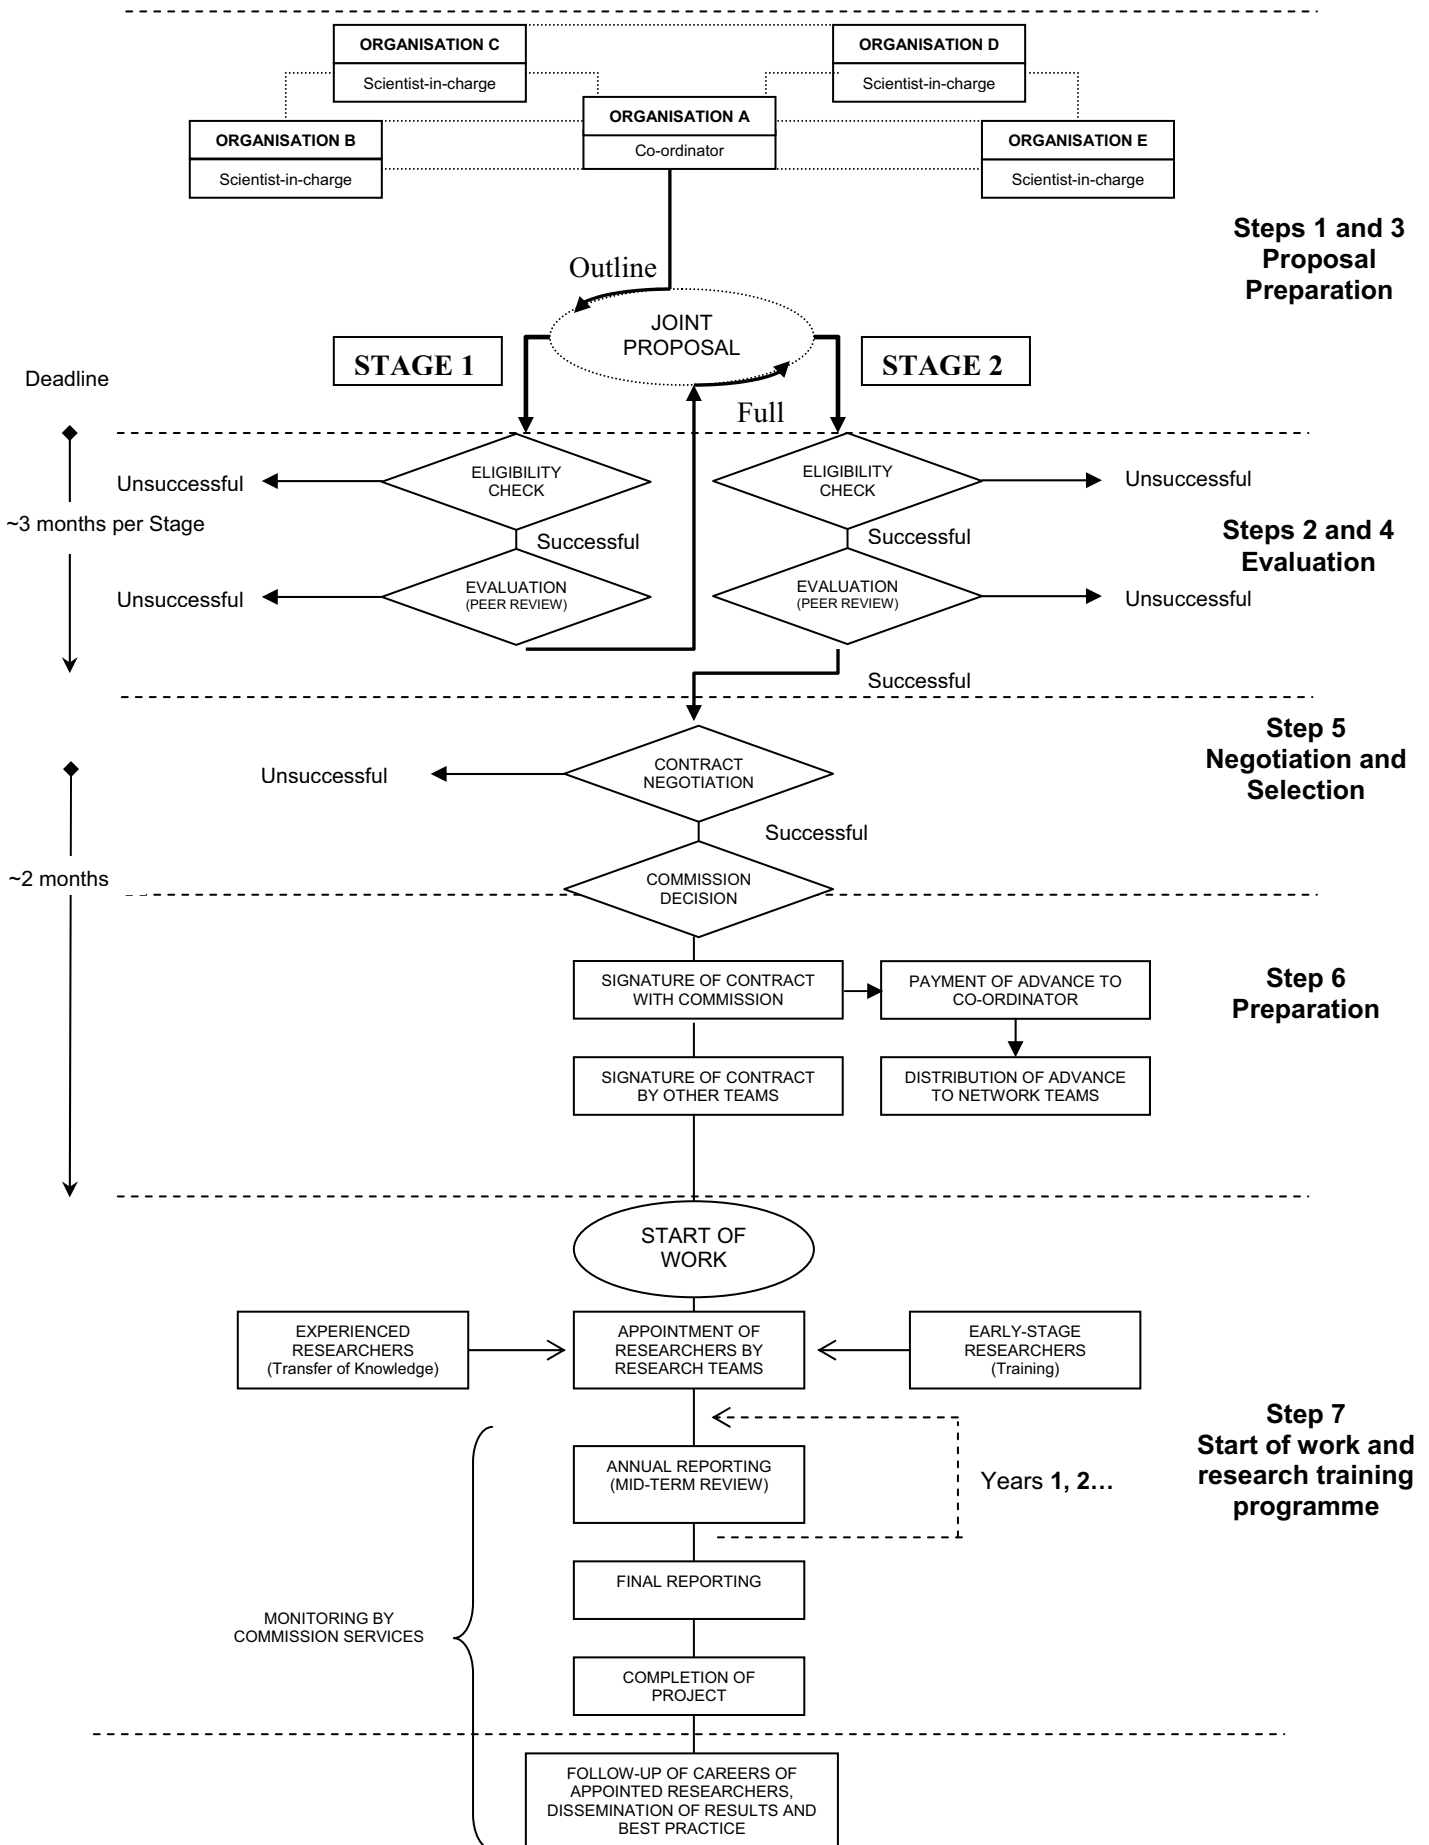 ORGANISATION C
Scientist-in-charge
ORGANISATION D
Scientist-in-charge
ORGANISATION A
Co-ordinator
ORGANISATION B
Scientist-in-charge
ORGANISATION E
Scientist-in-charge
Steps 1 and 3
Proposal
Preparation
Outline
JOINT
PROPOSAL
STAGE 1
STAGE 2
Full
Deadline
~3 months per Stage
ELIGIBILITY
CHECK
Unsuccessful
Successful
EVALUATION
(PEER REVIEW)
Unsuccessful
ELIGIBILITY
CHECK
Unsuccessful
Successful
EVALUATION
(PEER REVIEW)
Unsuccessful
Steps 2 and 4
Evaluation
Successful
Step 5
Negotiation and
Selection
CONTRACT
NEGOTIATION
Unsuccessful
Successful
~2 months
COMMISSION
DECISION
SIGNATURE OF CONTRACT
WITH COMMISSION
PAYMENT OF ADVANCE TO
CO-ORDINATOR
Step 6
Preparation
SIGNATURE OF CONTRACT
BY OTHER TEAMS
DISTRIBUTION OF ADVANCE
TO NETWORK TEAMS
START OF
WORK
EXPERIENCED
RESEARCHERS
(Transfer of Knowledge)
APPOINTMENT OF
RESEARCHERS BY
RESEARCH TEAMS
EARLY-STAGE
RESEARCHERS
(Training)
Step 7
Start of work and
research training
programme
ANNUAL REPORTING
(MID-TERM REVIEW)
Years 1, 2…
FINAL REPORTING
MONITORING BY
COMMISSION SERVICES
COMPLETION OF
PROJECT
FOLLOW-UP OF CAREERS OF
APPOINTED RESEARCHERS,
DISSEMINATION OF RESULTS AND
BEST PRACTICE